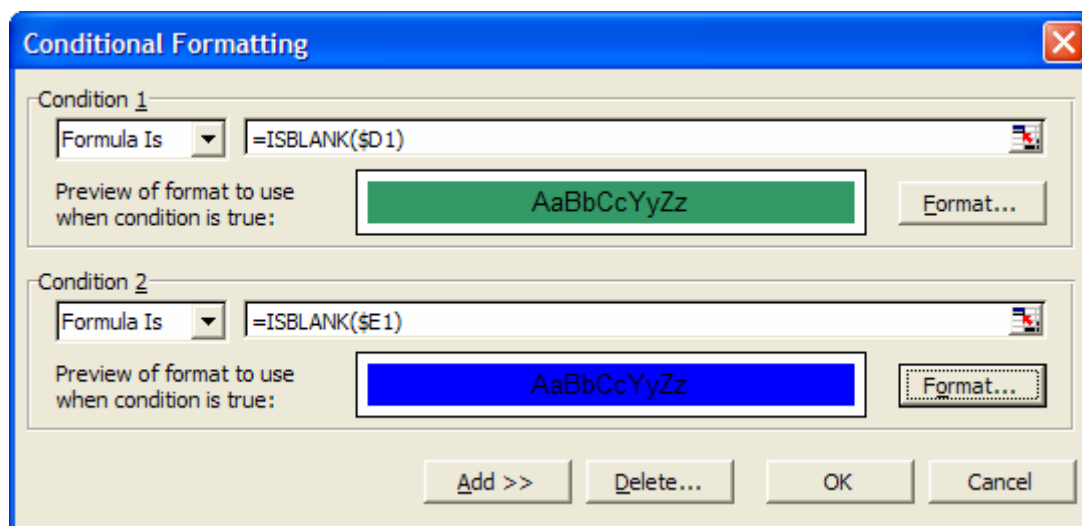 Conditional Formatting
Condition 1
Formula Is
=ISBLANK($D1)
Preview of format to use
when condition is true:
AaBbCcYyZz
Format...
Condition 2
Formula Is
=ISBLANK($E1)
Preview of format to use
when condition is true:
AaBbCcYyZz
Format...
Add >>
Delete...
OK
Cancel